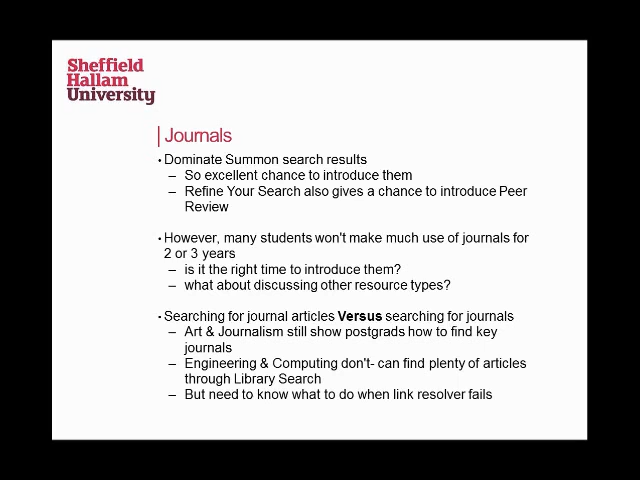 Sheffield
Hallam
University
Journals
• Dominate Summon search results
– So excellent chance to introduce them
– Refine Your Search also gives a chance to introduce Peer
Review
• However, many students won't make much use of journals for
2 or 3 years
– is it the right time to introduce them?
– what about discussing other resource types?
• Searching for journal articles Versus searching for journals
– Art & Journalism still show postgrads how to find key
journals
– Engineering & Computing don't- can find plenty of articles
through Library Search
– But need to know what to do when link resolver fails